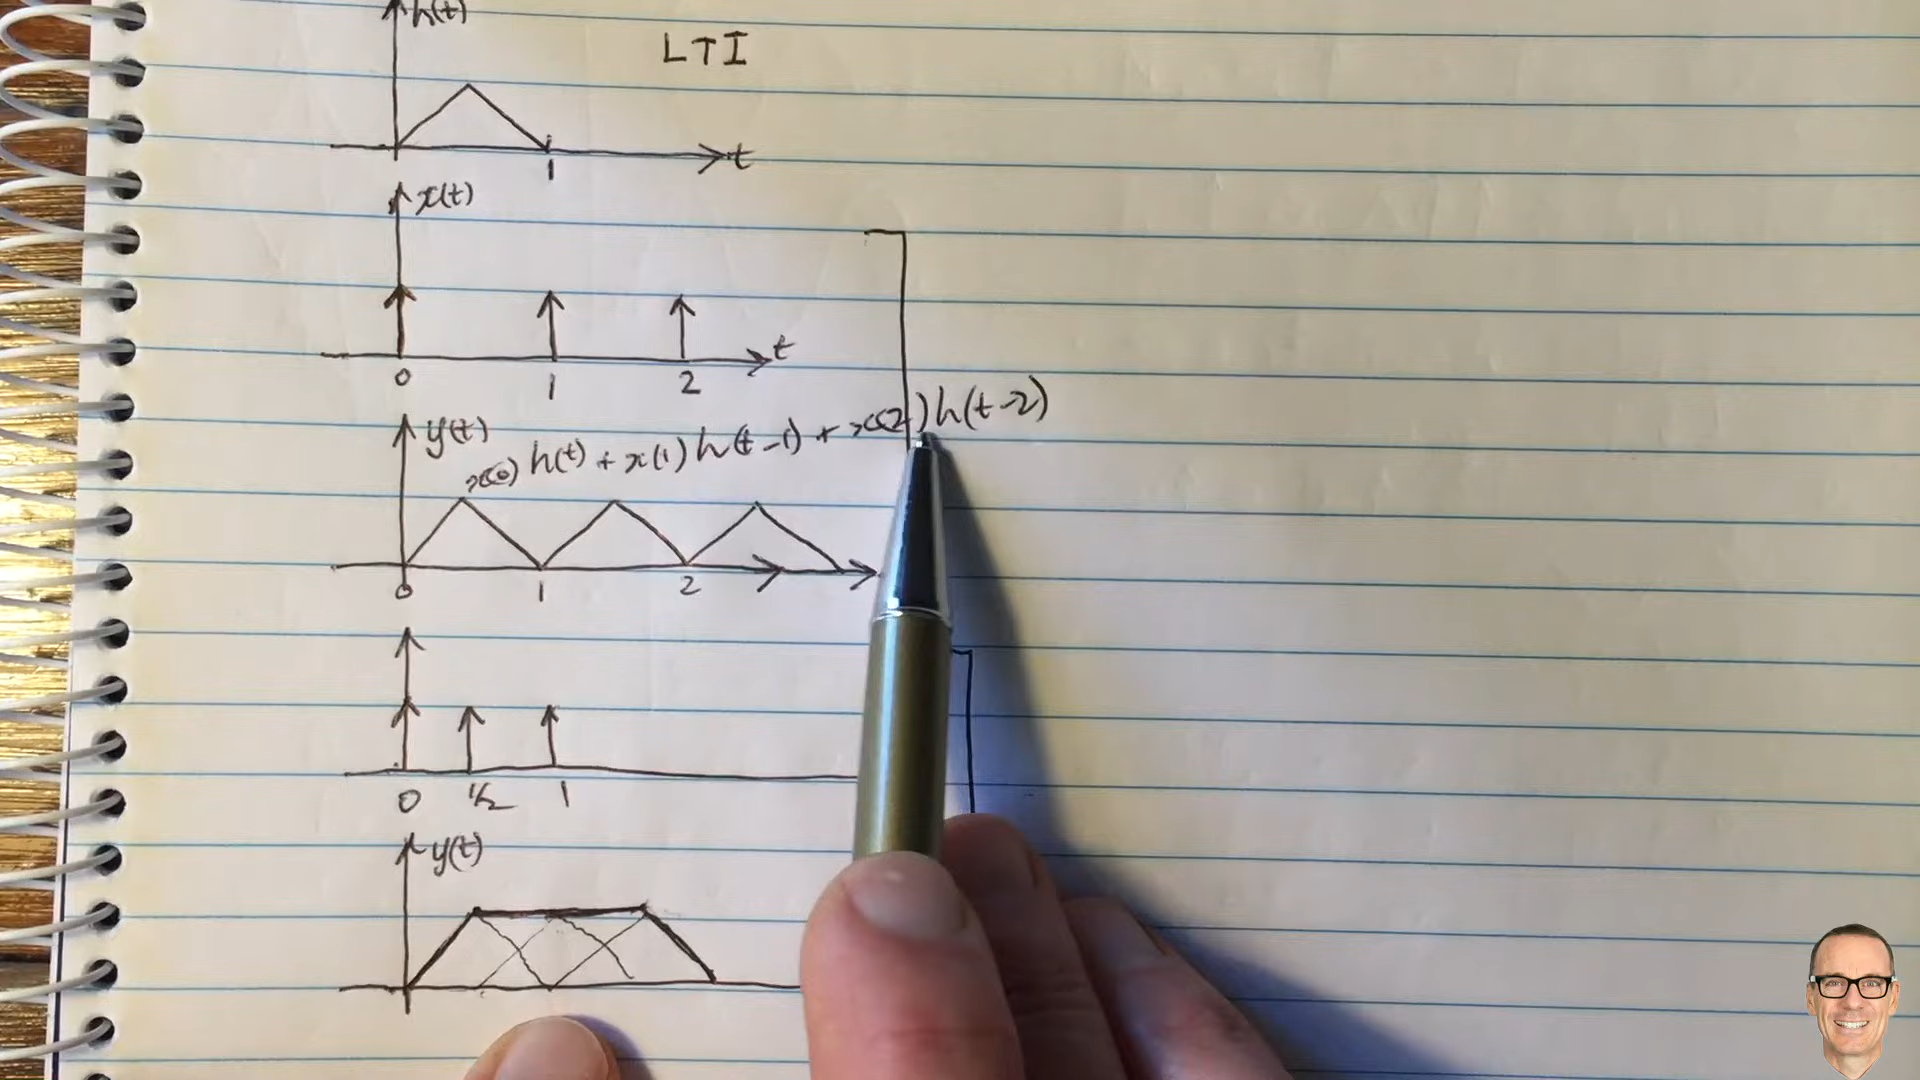 h(t)
LTI
t
1
x(t)
t
0 1 2
y(t)
x(0) h(t) + x(1) h(t-1) + x(2) h(t-2)
0 1 2
0 1/2 1
y(t)